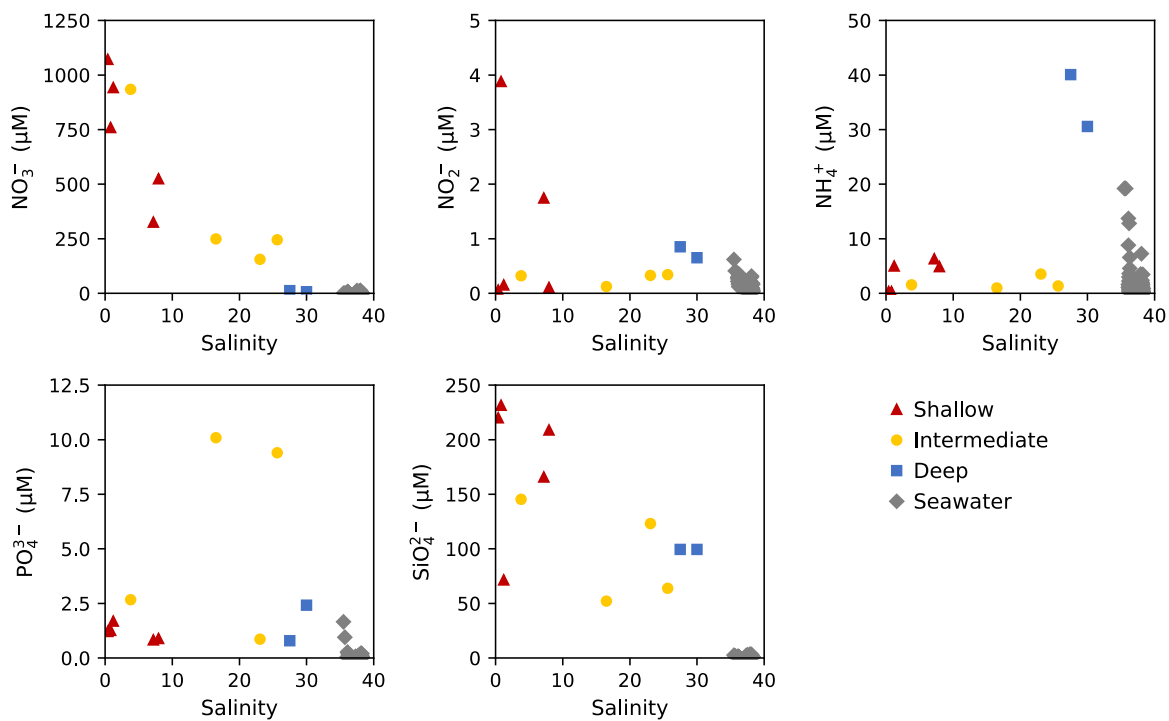 1250
1000
750
500
250
0
NO₃⁻ (μM)
0 10 20 30 40
Salinity
5
4
3
2
1
0
NO₂⁻ (μM)
0 10 20 30 40
Salinity
50
40
30
20
10
0
NH₄⁺ (μM)
0 10 20 30 40
Salinity
12.5
10.0
7.5
5.0
2.5
0.0
PO₄³⁻ (μM)
0 10 20 30 40
Salinity
250
200
150
100
50
0
SiO₄²⁻ (μM)
0 10 20 30 40
Salinity
Shallow
Intermediate
Deep
Seawater